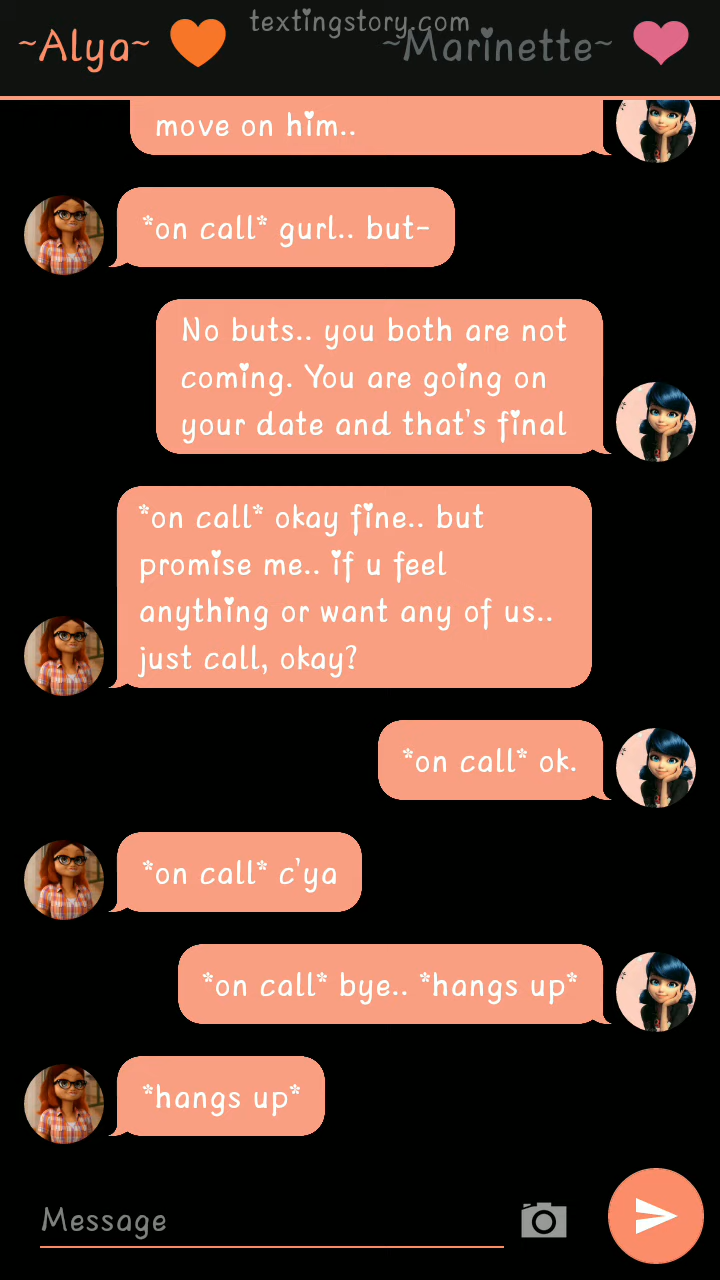 textingstory.com
~Alya~ ~Marinette~
move on him..
*on call* gurl.. but-
No buts.. you both are not
coming. You are going on
your date and that's final
*on call* okay fine.. but
promise me.. if u feel
anything or want any of us..
just call, okay?
*on call* ok.
*on call* c'ya
*on call* bye.. *hangs up*
*hangs up*
Message